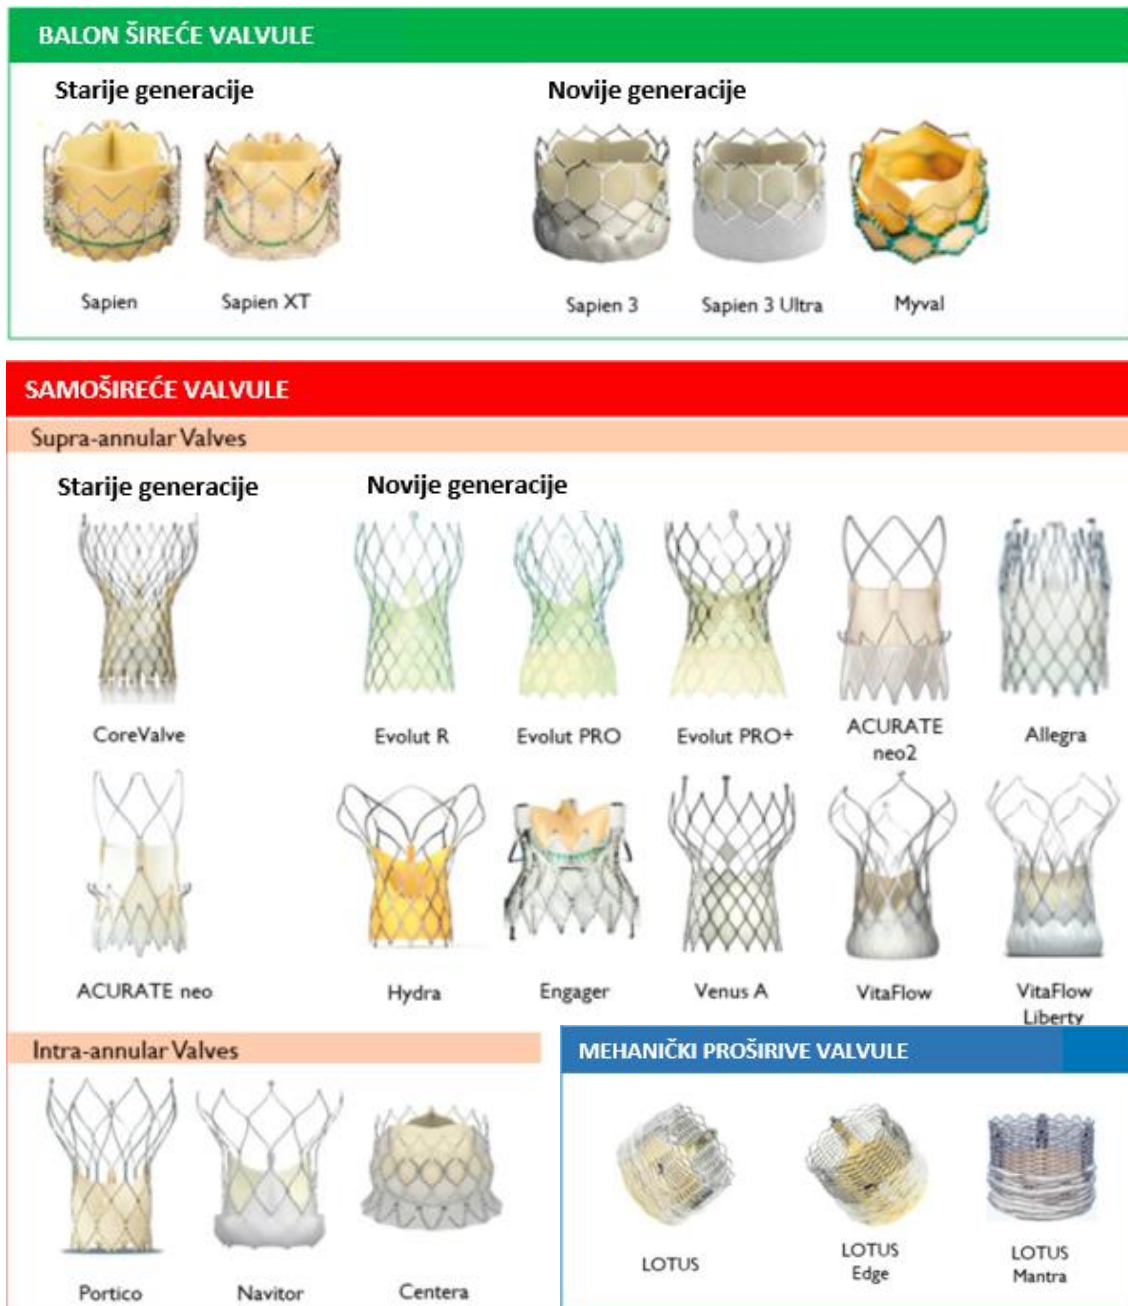 BALON ŠIREĆE VALVULE
Starije generacije
Novije generacije
Sapien
Sapien XT
Sapien 3
Sapien 3 Ultra
Myval
SAMOŠIREĆE VALVULE
Supra-annular Valves
Starije generacije
Novije generacije
CoreValve
Evolut R
Evolut PRO
Evolut PRO+
ACURATE
neo2
Allegra
ACURATE neo
Hydra
Engager
Venus A
VitaFlow
VitaFlow
Liberty
Intra-annular Valves
Portico
Navitor
Centera
MEHANIČKI PROŠIRIVE VALVULE
LOTUS
LOTUS
Edge
LOTUS
Mantra